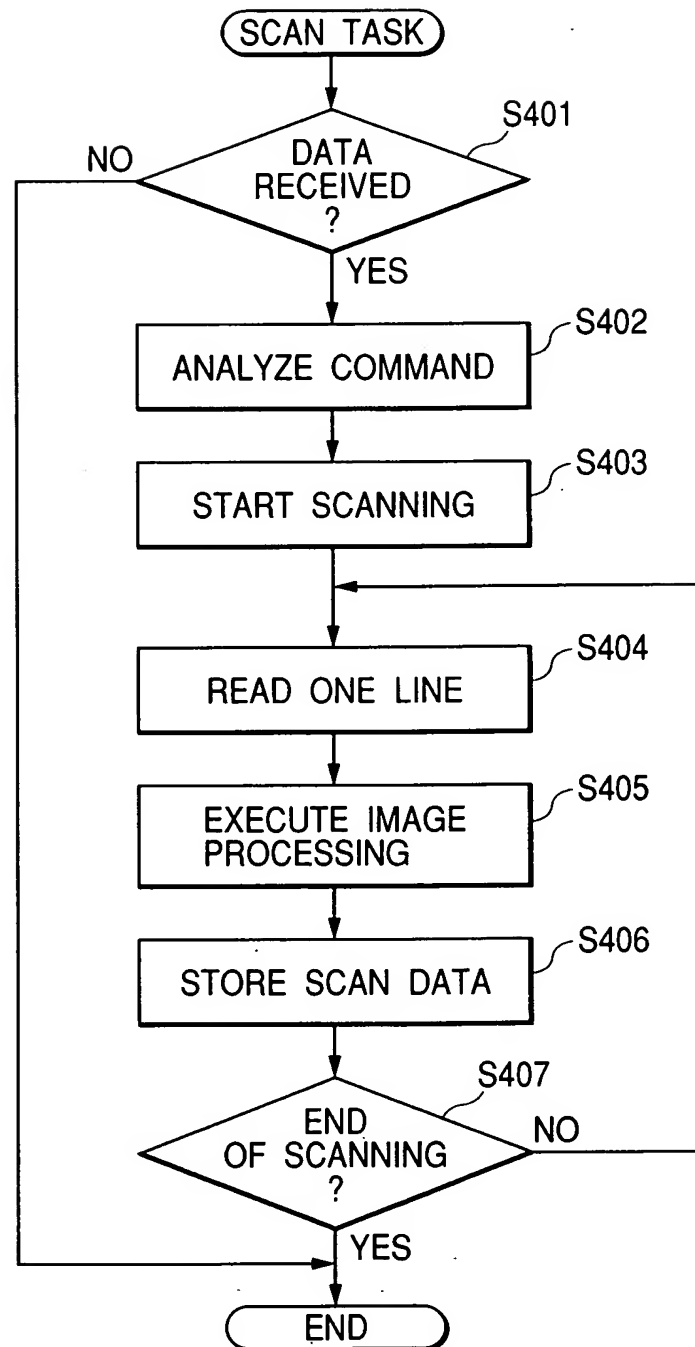 SCAN TASK
S401
NO
DATA
RECEIVED
?
YES
S402
ANALYZE COMMAND
S403
START SCANNING
S404
READ ONE LINE
S405
EXECUTE IMAGE
PROCESSING
S406
STORE SCAN DATA
S407
END
OF SCANNING
?
NO
YES
END